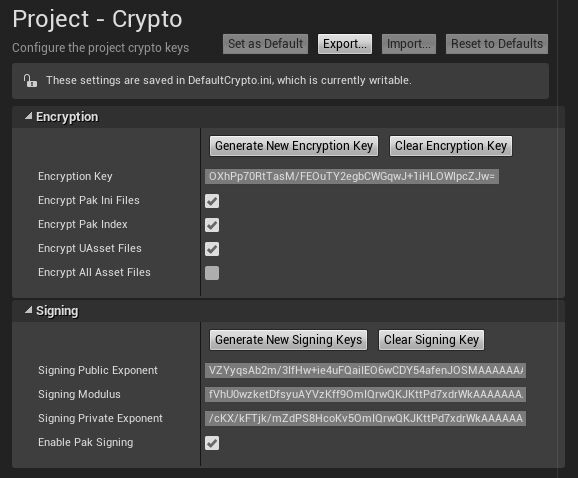 Project - Crypto
Configure the project crypto keys
Set as Default
Export...
Import...
Reset to Defaults
These settings are saved in DefaultCrypto.ini, which is currently writable.
Encryption
Generate New Encryption Key
Clear Encryption Key
Encryption Key
OXhPp70RtTasM/FEOuTY2egbCWGqwJ+1iHLOWlpcZJw=
Encrypt Pak Ini Files
Encrypt Pak Index
Encrypt UAsset Files
Encrypt All Asset Files
Signing
Generate New Signing Keys
Clear Signing Key
Signing Public Exponent
VZYyqsAb2m/3lfHw+ie4uFQailEO6wCDY54afenJOSMAAAAAAA
Signing Modulus
fVhU0wzketDfsyuAYVzKff9OmIQrwQKJKttPd7xdrWkAAAAAAA
Signing Private Exponent
/cKX/kFTjk/mZdPS8HcoKv5OmIQrwQKJKttPd7xdrWkAAAAAAA
Enable Pak Signing